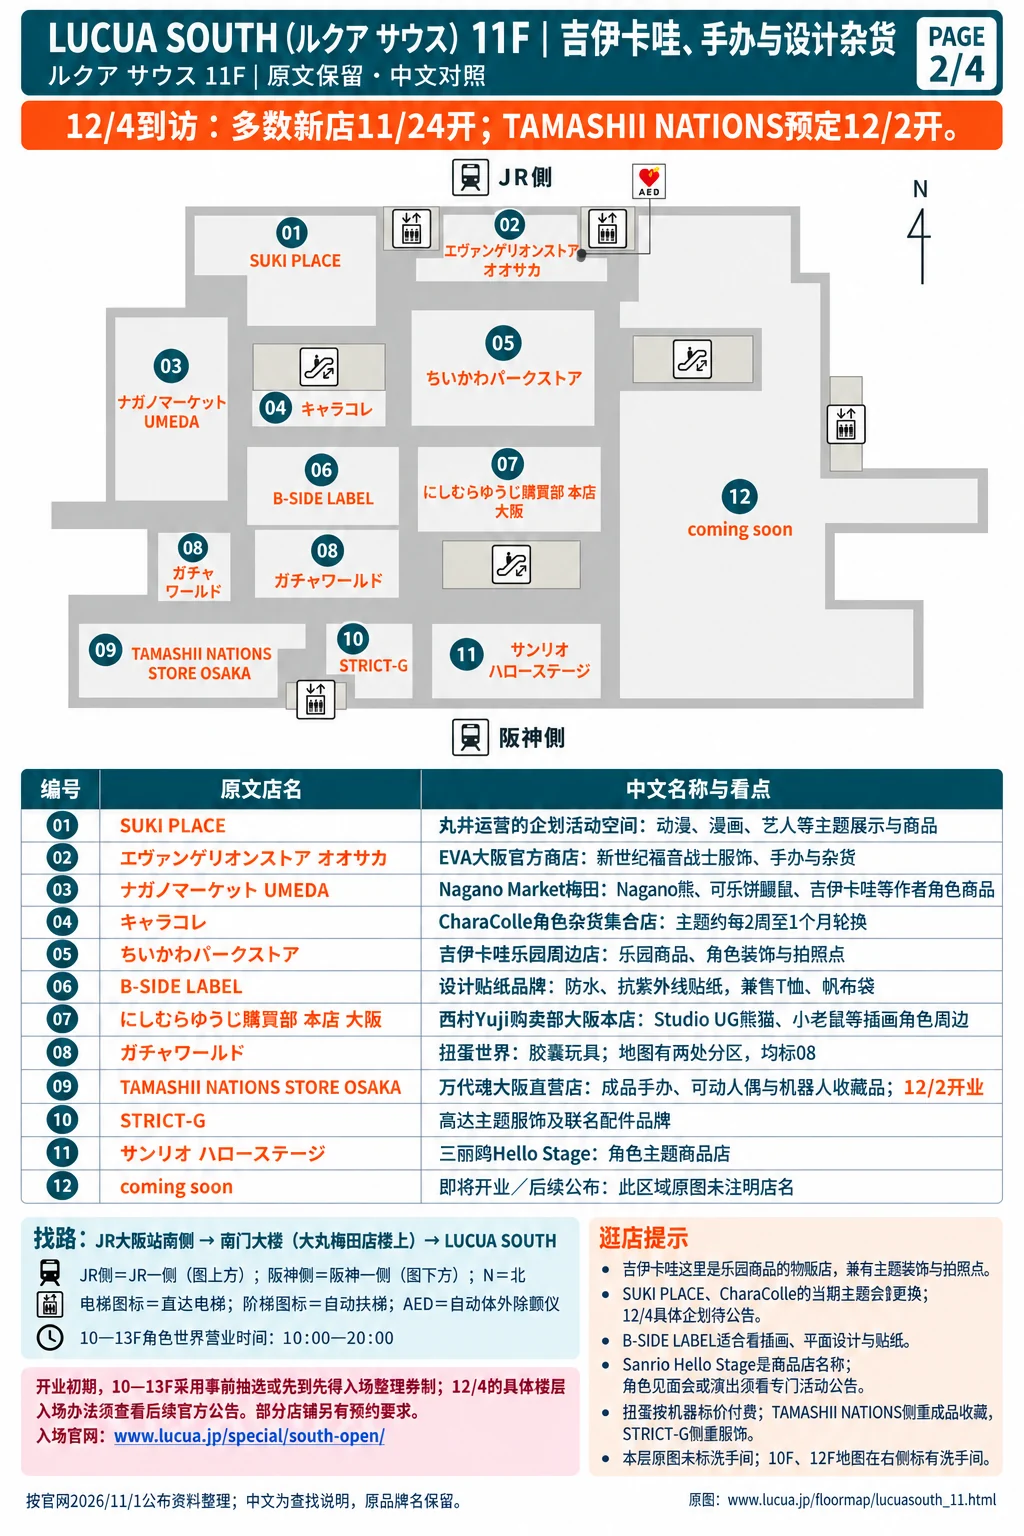 LUCUA SOUTH（ルクア サウス） 11F | 吉伊卡哇、手办与设计杂货
PAGE
2/4
ルクア サウス 11F | 原文保留・中文对照
12/4到访：多数新店11/24开；TAMASHII NATIONS预定12/2开。
JR側
AED
N
01
SUKI PLACE
02
エヴァンゲリオンストア
オオサカ
03
ナガノマーケット
UMEDA
04 キャラコレ
05
ちいかわパークストア
06
B-SIDE LABEL
07
にしむらゆうじ購買部 本店
大阪
08
ガチャ
ワールド
08
ガチャワールド
09 TAMASHII NATIONS
STORE OSAKA
10
STRICT-G
11 サンリオ
ハローステージ
12
coming soon
阪神側
编号 原文店名 中文名称与看点
01 SUKI PLACE 丸井运营的企划活动空间：动漫、漫画、艺人等主题展示与商品
02 エヴァンゲリオンストア オオサカ EVA大阪官方商店：新世纪福音战士服饰、手办与杂货
03 ナガノマーケット UMEDA Nagano Market梅田：Nagano熊、可乐饼鼹鼠、吉伊卡哇等作者角色商品
04 キャラコレ CharaColle角色杂货集合店：主题约每2周至1个月轮换
05 ちいかわパークストア 吉伊卡哇乐园周边店：乐园商品、角色装饰与拍照点
06 B-SIDE LABEL 设计贴纸品牌：防水、抗紫外线贴纸，兼售T恤、帆布袋
07 にしむらゆうじ購買部 本店 大阪 西村Yuji购卖部大阪本店：Studio UG熊猫、小老鼠等插画角色周边
08 ガチャワールド 扭蛋世界：胶囊玩具；地图有两处分区，均标08
09 TAMASHII NATIONS STORE OSAKA 万代魂大阪直营店：成品手办、可动人偶与机器人收藏品；12/2开业
10 STRICT-G 高达主题服饰及联名配件品牌
11 サンリオ ハローステージ 三丽鸥Hello Stage：角色主题商品店
12 coming soon 即将开业／后续公布：此区域原图未注明店名
找路：JR大阪站南侧 → 南门大楼（大丸梅田店楼上）→ LUCUA SOUTH
JR側＝JR一侧（图上方）；阪神側＝阪神一侧（图下方）；N＝北
电梯图标＝直达电梯；阶梯图标＝自动扶梯；AED＝自动体外除颤仪
10—13F角色世界营业时间：10:00—20:00
开业初期，10—13F采用事前抽选或先到先得入场整理券制；12/4的具体楼层
入场办法须查看后续官方公告。部分店铺另有预约要求。
入场官网：www.lucua.jp/special/south-open/
逛店提示
• 吉伊卡哇这里是乐园商品的物贩店，兼有主题装饰与拍照点。
• SUKI PLACE、CharaColle的当期主题会更换；
12/4具体企划待公告。
• B-SIDE LABEL适合看插画、平面设计与贴纸。
• Sanrio Hello Stage是商品店名称；
角色见面会或演出须看专门活动公告。
• 扭蛋按机器标价付费；TAMASHII NATIONS侧重成品收藏，
STRICT-G侧重服饰。
• 本层原图未标洗手间；10F、12F地图在右侧标有洗手间。
按官网2026/11/1公布资料整理；中文为查找说明，原品牌名保留。
原图：www.lucua.jp/floormap/lucuasouth_11.html